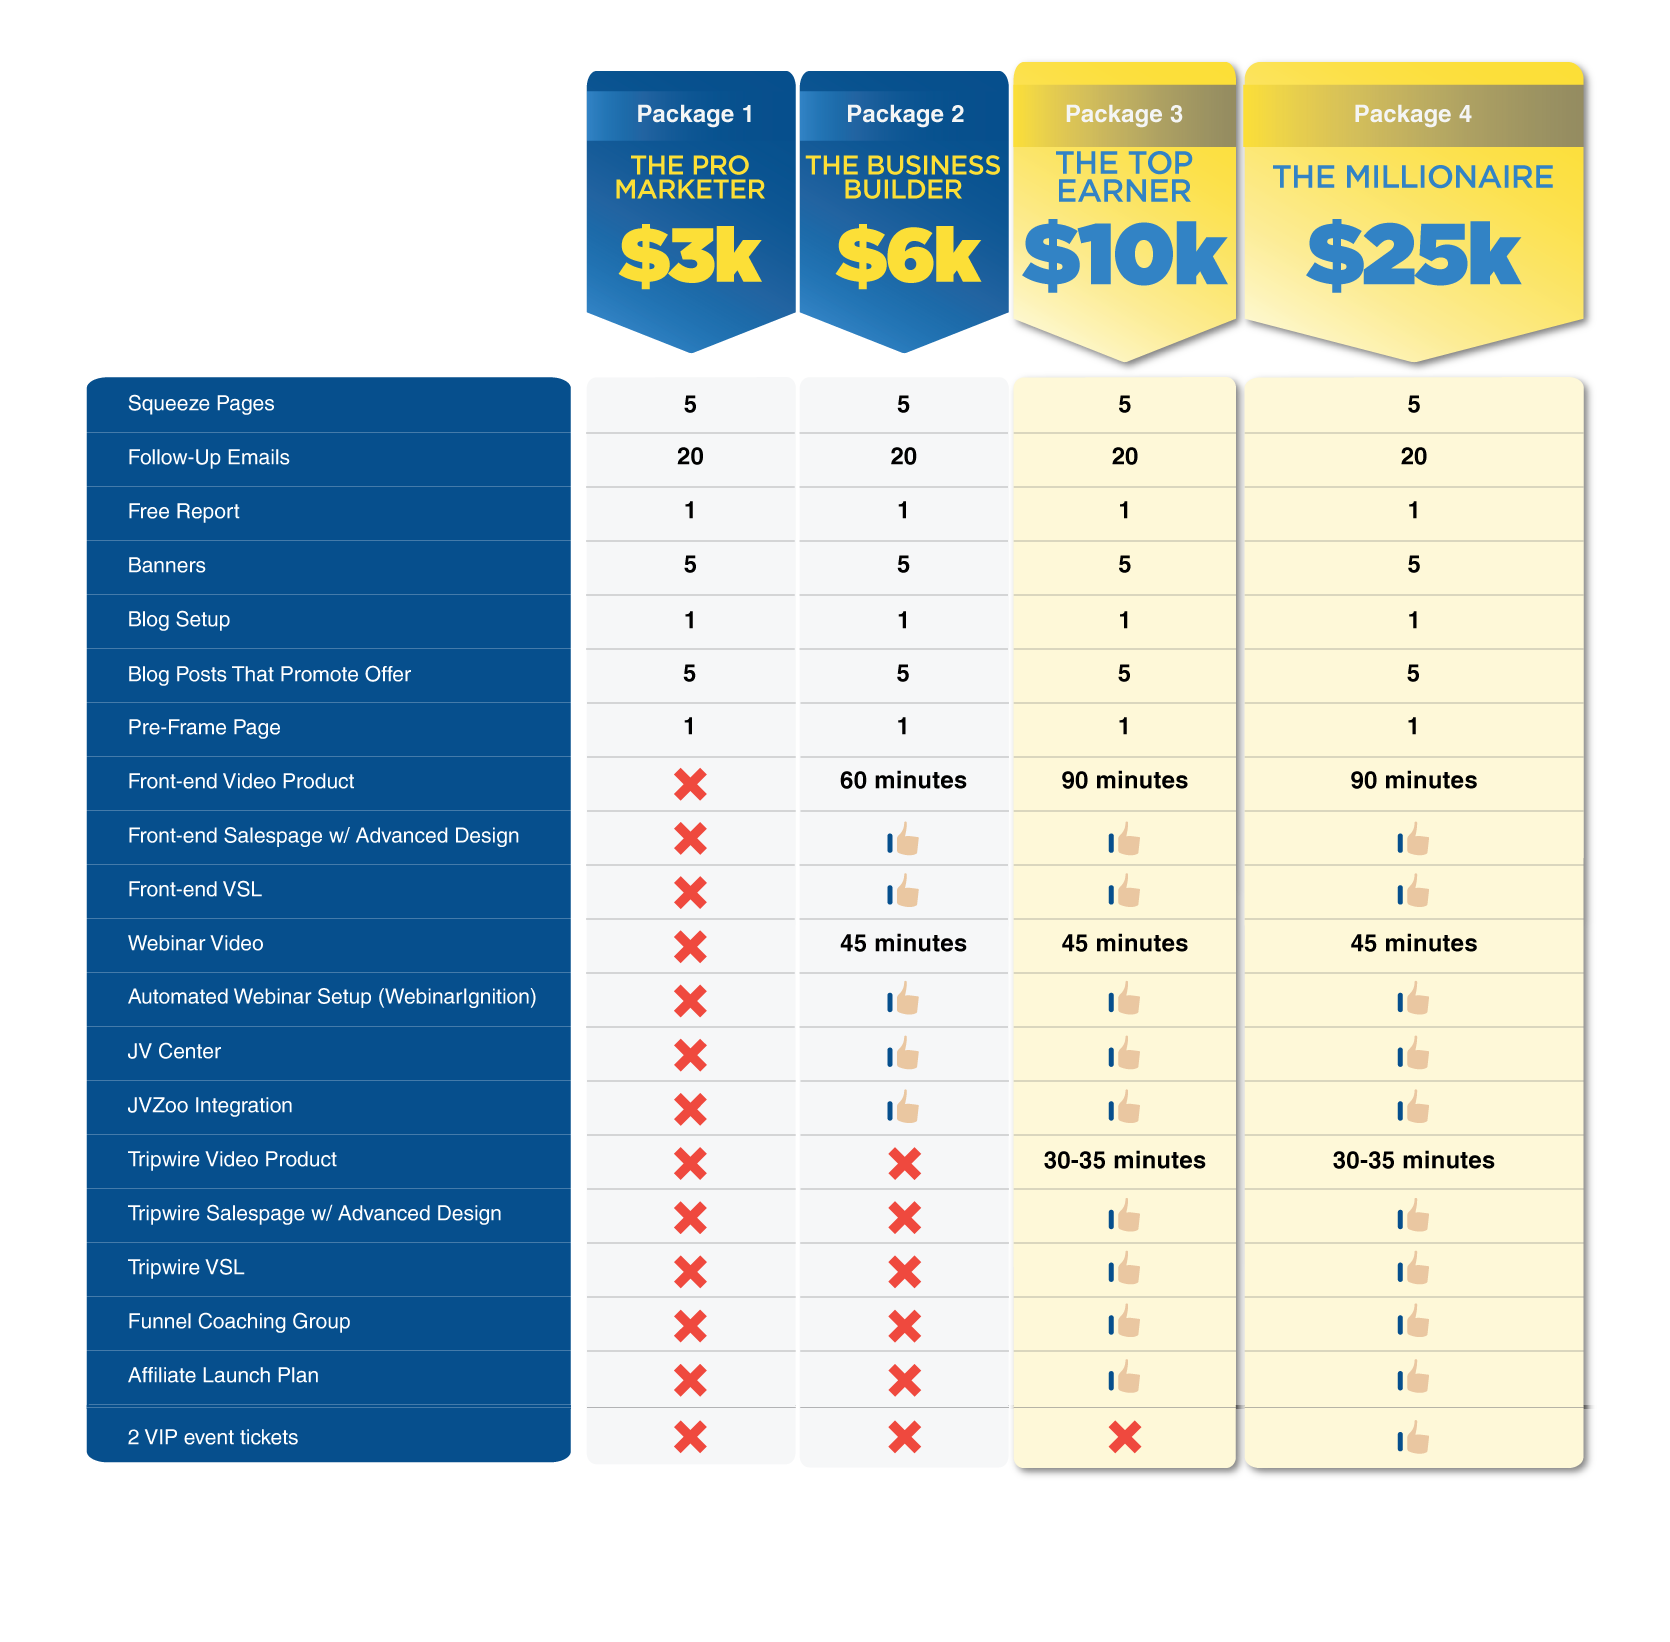 Package 1
Package 2
Package 3
Package 4
THE PRO
MARKETER
THE BUSINESS
BUILDER
THE TOP
EARNER
THE MILLIONAIRE
$3k
$6k
$10k
$25k
Squeeze Pages 5 5 5 5
Follow-Up Emails 20 20 20 20
Free Report 1 1 1 1
Banners 5 5 5 5
Blog Setup 1 1 1 1
Blog Posts That Promote Offer 5 5 5 5
Pre-Frame Page 1 1 1 1
Front-end Video Product 60 minutes 90 minutes 90 minutes
Front-end Salespage w/ Advanced Design
Front-end VSL
Webinar Video 45 minutes 45 minutes 45 minutes
Automated Webinar Setup (WebinarIgnition)
JV Center
JVZoo Integration
Tripwire Video Product 30-35 minutes 30-35 minutes
Tripwire Salespage w/ Advanced Design
Tripwire VSL
Funnel Coaching Group
Affiliate Launch Plan
2 VIP event tickets